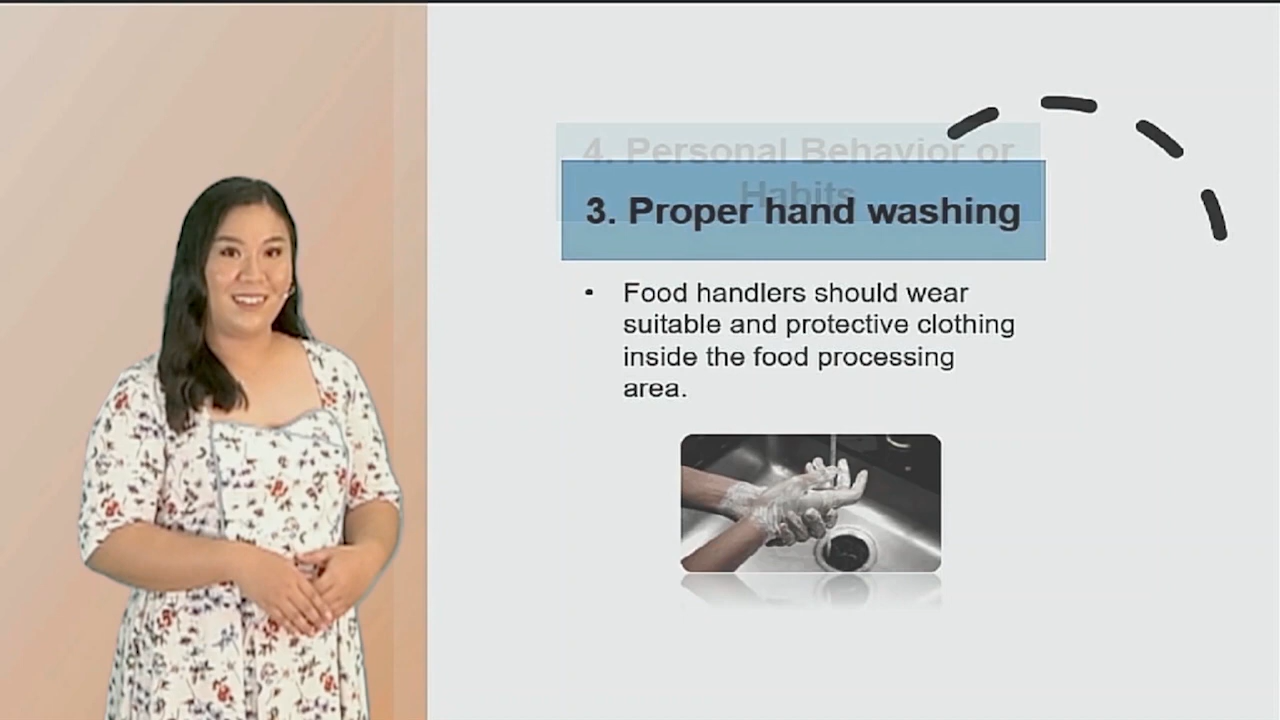 4. Personal Behavior or
Habits
3. Proper hand washing
• Food handlers should wear
suitable and protective clothing
inside the food processing
area.